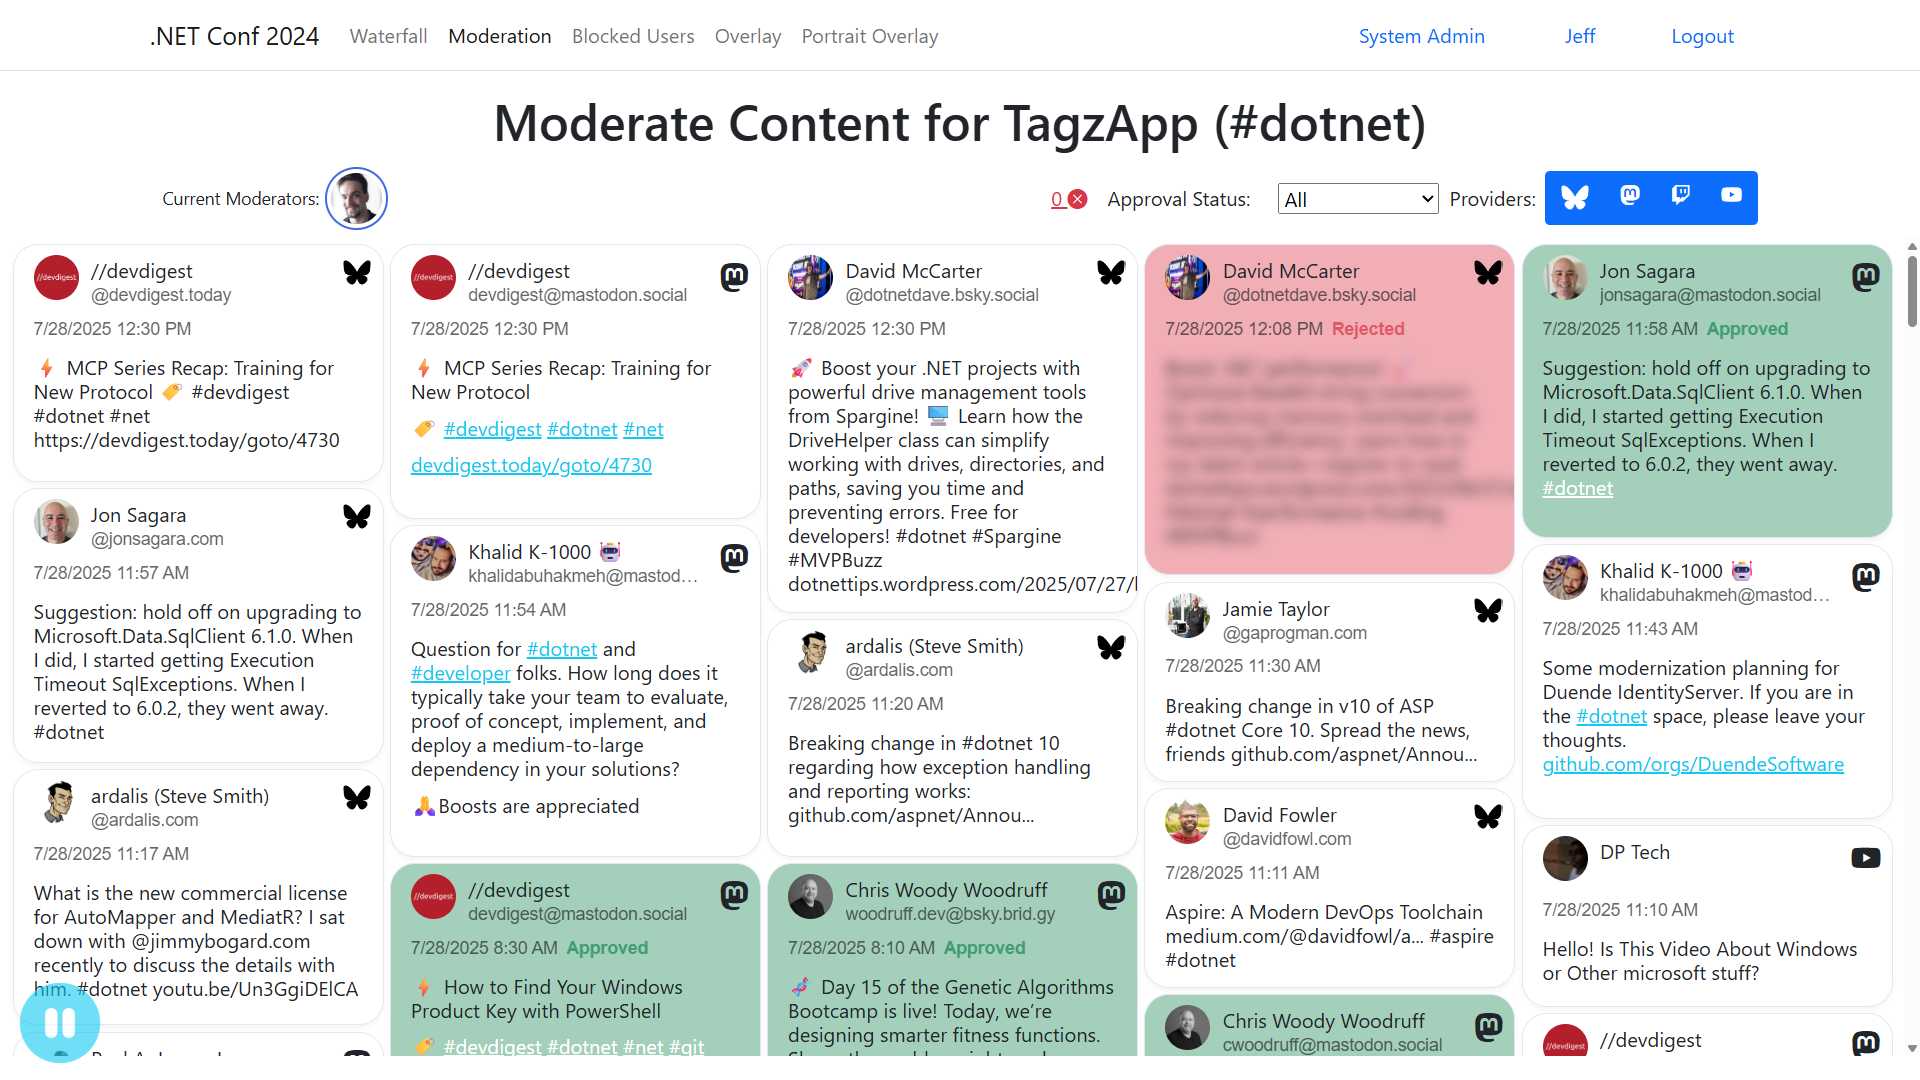 .NET Conf 2024 Waterfall Moderation Blocked Users Overlay Portrait Overlay System Admin Jeff Logout
Moderate Content for TagzApp (#dotnet)
Current Moderators: 0 Approval Status: All Providers:
//devdigest
@devdigest.today
7/28/2025 12:30 PM
⚡ MCP Series Recap: Training for
New Protocol 🏷️ #devdigest
#dotnet #net
https://devdigest.today/goto/4730
Jon Sagara
@jonsagara.com
7/28/2025 11:57 AM
Suggestion: hold off on upgrading to
Microsoft.Data.SqlClient 6.1.0. When
I did, I started getting Execution
Timeout SqlExceptions. When I
reverted to 6.0.2, they went away.
#dotnet
ardalis (Steve Smith)
@ardalis.com
7/28/2025 11:17 AM
What is the new commercial license
for AutoMapper and MediatR? I sat
down with @jimmybogard.com
recently to discuss the details with
him. #dotnet youtu.be/Un3GgiDElCA
//devdigest
devdigest@mastodon.social
7/28/2025 12:30 PM
⚡ MCP Series Recap: Training for
New Protocol
🏷️ #devdigest #dotnet #net
devdigest.today/goto/4730
Khalid K-1000 🤖
khalidabuhakmeh@mastod...
7/28/2025 11:54 AM
Question for #dotnet and
#developer folks. How long does it
typically take your team to evaluate,
proof of concept, implement, and
deploy a medium-to-large
dependency in your solutions?
🙏Boosts are appreciated
//devdigest
devdigest@mastodon.social
7/28/2025 8:30 AM Approved
⚡ How to Find Your Windows
Product Key with PowerShell
🏷️ #devdigest #dotnet #net #git
David McCarter
@dotnetdave.bsky.social
7/28/2025 12:30 PM
🚀 Boost your .NET projects with
powerful drive management tools
from Spargine! 🖥️ Learn how the
DriveHelper class can simplify
working with drives, directories, and
paths, saving you time and
preventing errors. Free for
developers! #dotnet #Spargine
#MVPBuzz
dotnettips.wordpress.com/2025/07/27/
ardalis (Steve Smith)
@ardalis.com
7/28/2025 11:20 AM
Breaking change in #dotnet 10
regarding how exception handling
and reporting works:
github.com/aspnet/Annou...
Chris Woody Woodruff
woodruff.dev@bsky.brid.gy
7/28/2025 8:10 AM Approved
🧬 Day 15 of the Genetic Algorithms
Bootcamp is live! Today, we’re
designing smarter fitness functions.
David McCarter
@dotnetdave.bsky.social
7/28/2025 12:08 PM Rejected
Jamie Taylor
@gaprogman.com
7/28/2025 11:30 AM
Breaking change in v10 of ASP
#dotnet Core 10. Spread the news,
friends github.com/aspnet/Annou...
David Fowler
@davidfowl.com
7/28/2025 11:11 AM
Aspire: A Modern DevOps Toolchain
medium.com/@davidfowl/a... #aspire
#dotnet
Chris Woody Woodruff
cwoodruff@mastodon.social
Jon Sagara
jonsagara@mastodon.social
7/28/2025 11:58 AM Approved
Suggestion: hold off on upgrading to
Microsoft.Data.SqlClient 6.1.0. When
I did, I started getting Execution
Timeout SqlExceptions. When I
reverted to 6.0.2, they went away.
#dotnet
Khalid K-1000 🤖
khalidabuhakmeh@mastod...
7/28/2025 11:43 AM
Some modernization planning for
Duende IdentityServer. If you are in
the #dotnet space, please leave your
thoughts.
github.com/orgs/DuendeSoftware
DP Tech
7/28/2025 11:10 AM
Hello! Is This Video About Windows
or Other microsoft stuff?
//devdigest